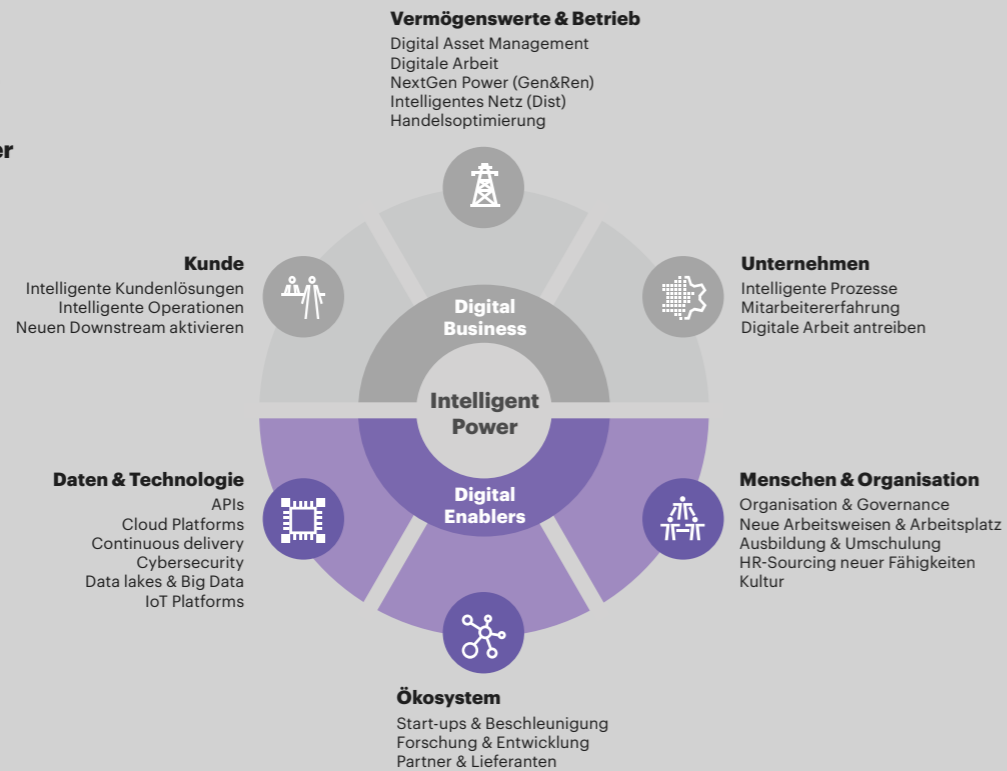 Vermögenswerte & Betrieb
Digital Asset Management
Digitale Arbeit
NextGen Power (Gen&Ren)
Intelligentes Netz (Dist)
Handelsoptimierung
er
Kunde
Intelligente Kundenlösungen
Intelligente Operationen
Neuen Downstream aktivieren
Unternehmen
Intelligente Prozesse
Mitarbeitererfahrung
Digitale Arbeit antreiben
Digital
Business
Intelligent
Power
Digital
Enablers
Daten & Technologie
APIs
Cloud Platforms
Continuous delivery
Cybersecurity
Data lakes & Big Data
IoT Platforms
Menschen & Organisation
Organisation & Governance
Neue Arbeitsweisen & Arbeitsplatz
Ausbildung & Umschulung
HR-Sourcing neuer Fähigkeiten
Kultur
Ökosystem
Start-ups & Beschleunigung
Forschung & Entwicklung
Partner & Lieferanten